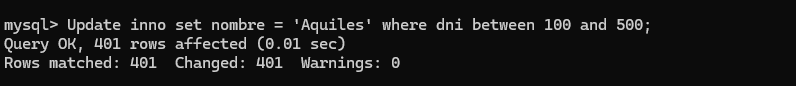 mysql> Update inno set nombre = 'Aquiles' where dni between 100 and 500;
Query OK, 401 rows affected (0.01 sec)
Rows matched: 401  Changed: 401  Warnings: 0